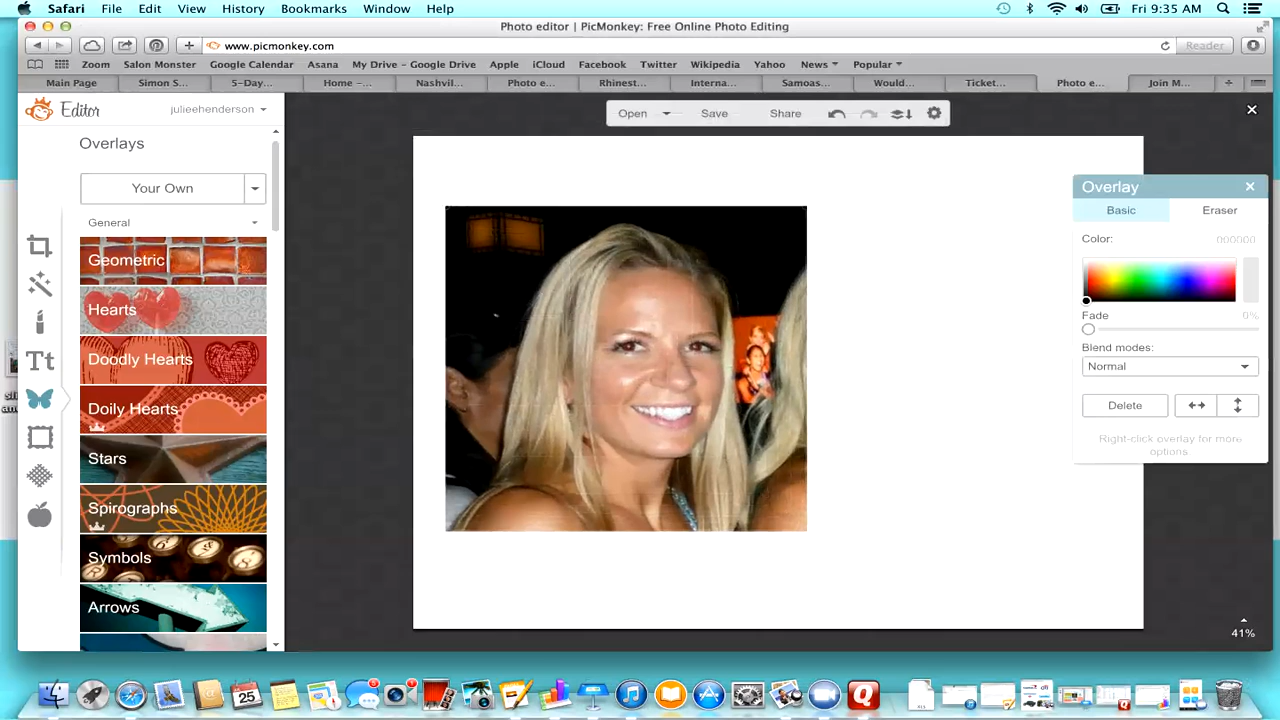 Safari File Edit View History Bookmarks Window Help Fri 9:35 AM
Photo editor | PicMonkey: Free Online Photo Editing
www.picmonkey.com Reader
Zoom Salon Monster Google Calendar Asana My Drive – Google Drive Apple iCloud Facebook Twitter Wikipedia Yahoo News Popular
Main Page Simon S... 5-Day... Home –... Nashvil... Photo e... Rhinest... Interna... Samoas... Would... Ticket... Photo e... Join M...
Editor julieehenderson
Open Save Share
Overlays
Your Own
General
Geometric
Hearts
Doodly Hearts
Doily Hearts
Stars
Spirographs
Symbols
Arrows
Overlay
Basic Eraser
Color: 000000
Fade 0%
Blend modes:
Normal
Delete
Right-click overlay for more
options
41%
25